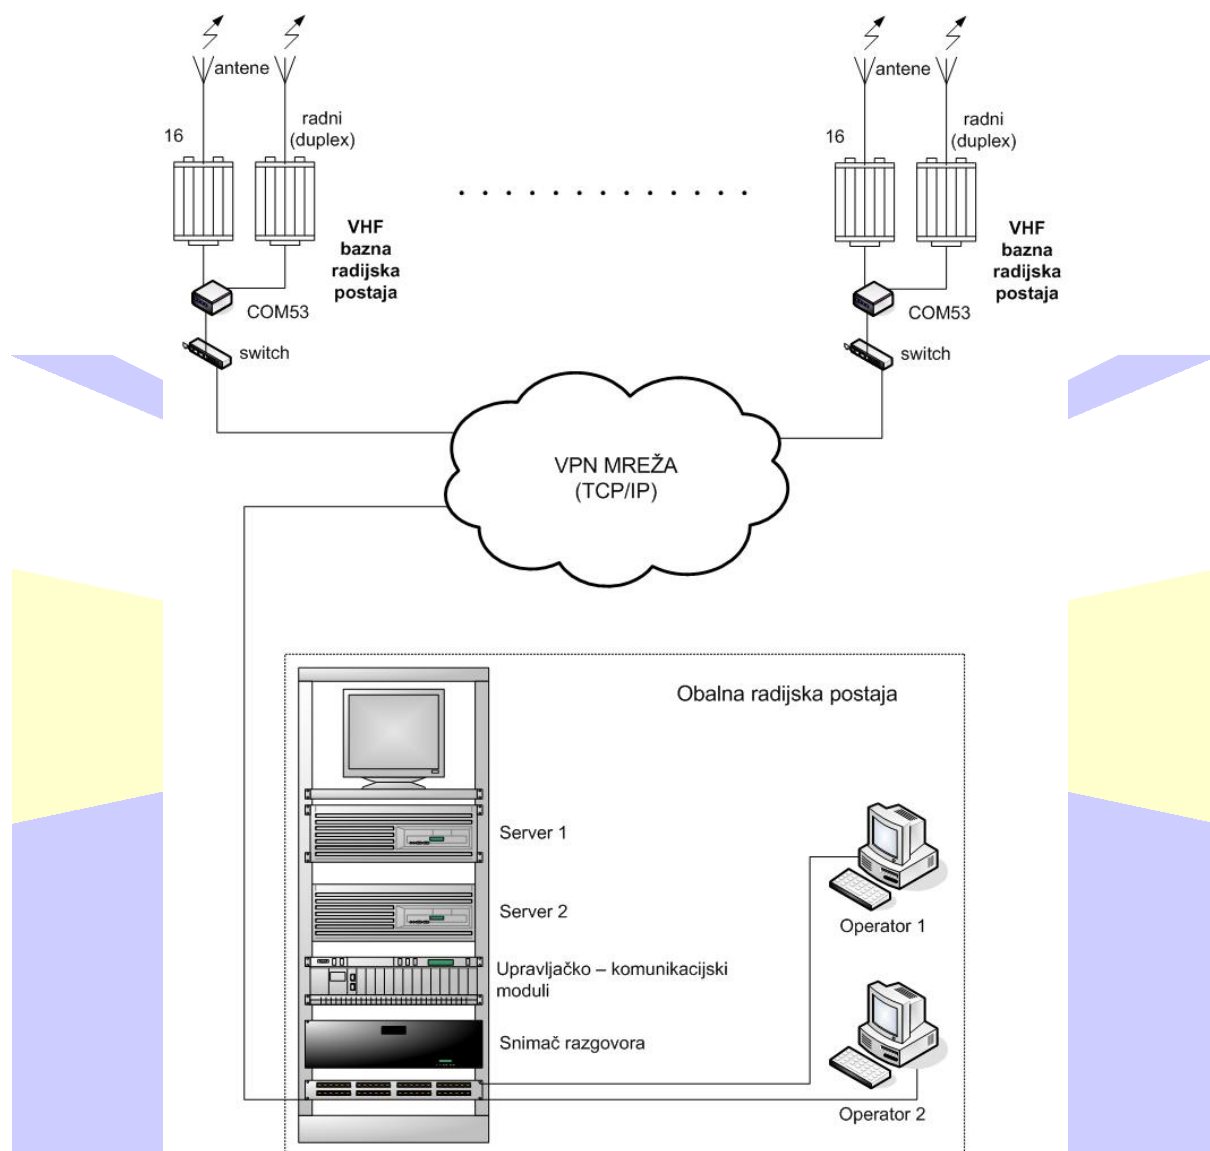 antene
16
radni
(duplex)
VHF
bazna
radijska
postaja
COM53
switch
antene
16
radni
(duplex)
VHF
bazna
radijska
postaja
COM53
switch
VPN MREŽA
(TCP/IP)
Obalna radijska postaja
Server 1
Server 2
Upravljačko – komunikacijski
moduli
Snimač razgovora
Operator 1
Operator 2